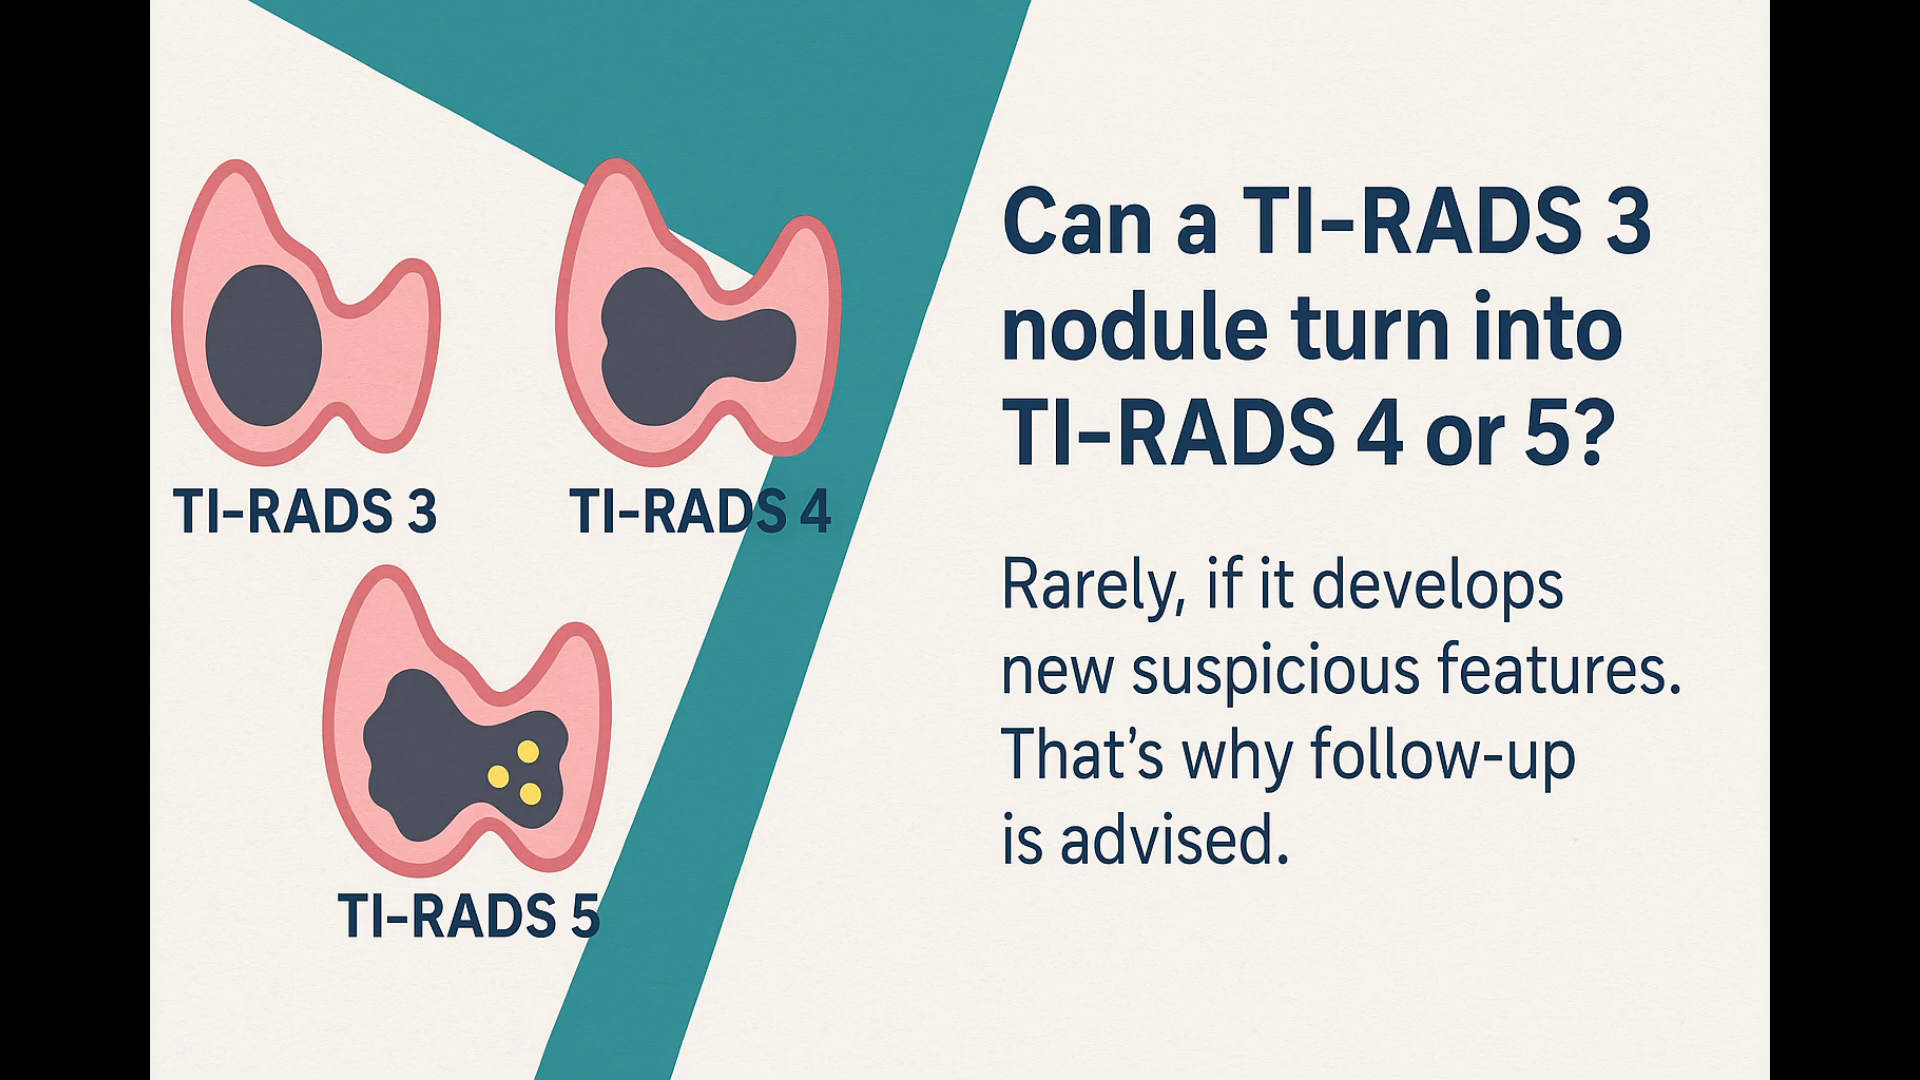 TI-RADS 3
TI-RADS 4
TI-RADS 5
Can a TI-RADS 3
nodule turn into
TI-RADS 4 or 5?
Rarely, if it develops
new suspicious features.
That’s why follow-up
is advised.